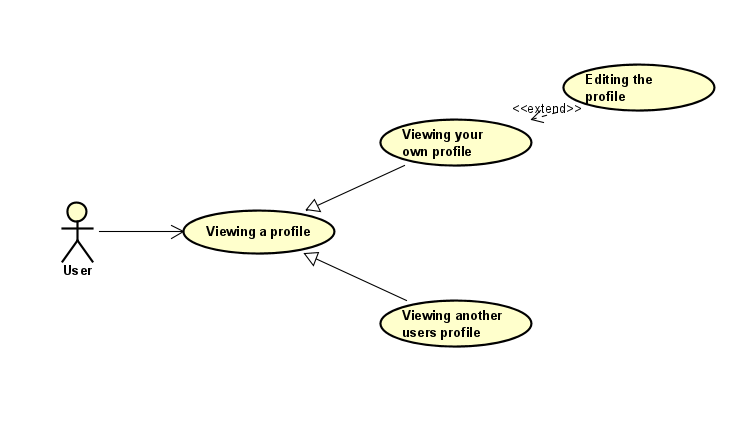 Editing the
profile
<<extend>>
Viewing your
own profile
Viewing a profile
User
Viewing another
users profile